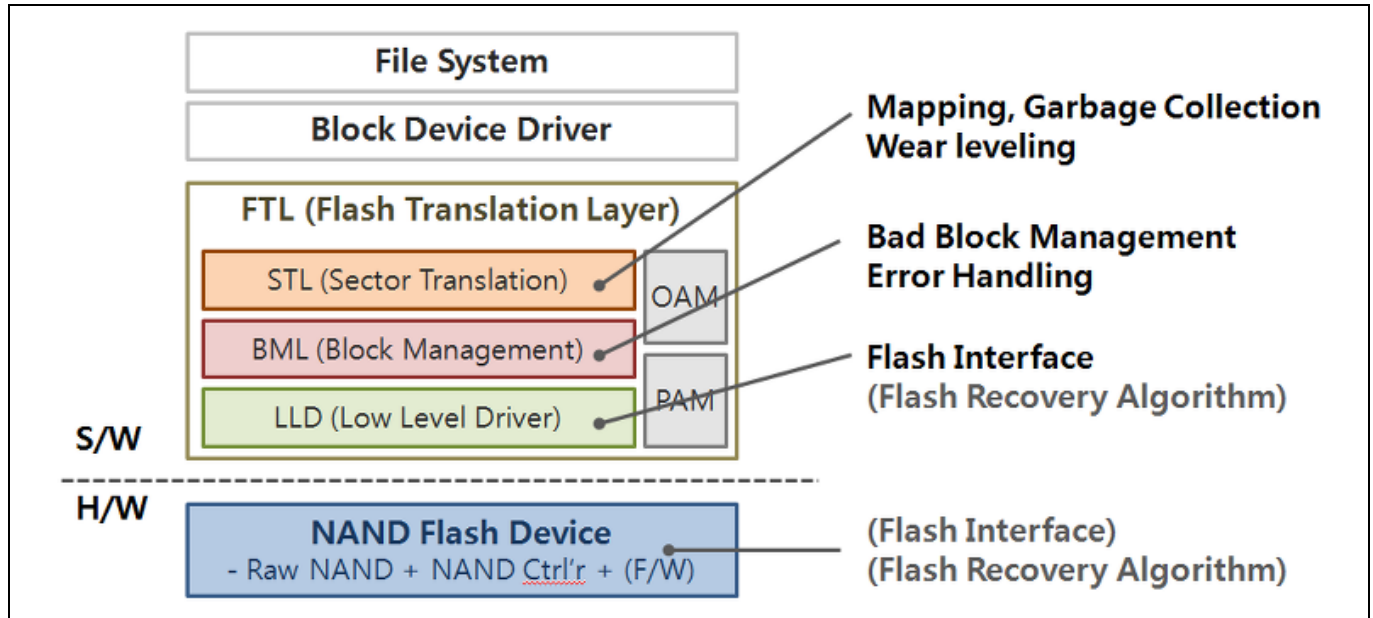 File System
Block Device Driver
FTL (Flash Translation Layer)
STL (Sector Translation)
BML (Block Management)
LLD (Low Level Driver)
OAM
PAM
Mapping, Garbage Collection
Wear leveling
Bad Block Management
Error Handling
Flash Interface
(Flash Recovery Algorithm)
S/W
H/W
NAND Flash Device
- Raw NAND + NAND Ctrl’r + (F/W)
(Flash Interface)
(Flash Recovery Algorithm)